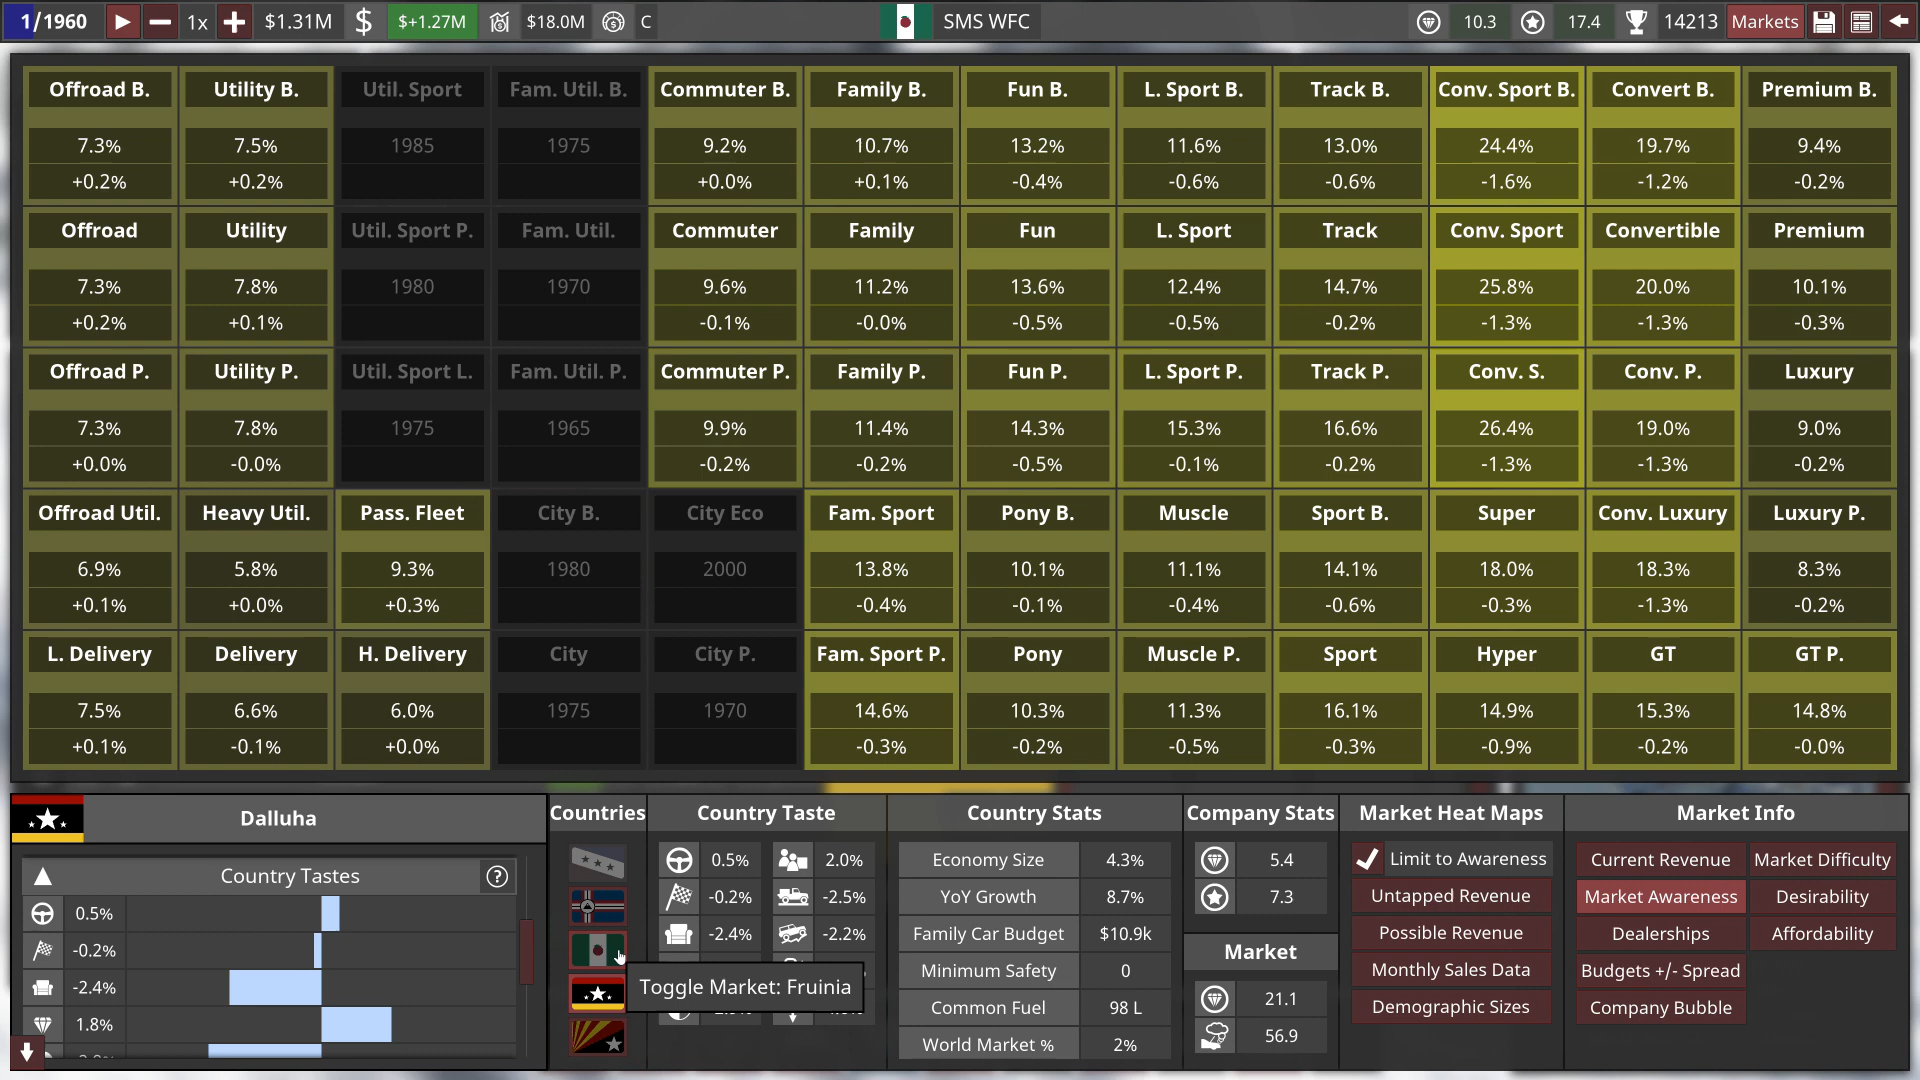 1/1960 1x $1.31M $+1.27M $18.0M C SMS WFC 10.3 17.4 14213 Markets
Offroad B. Utility B. Util. Sport Fam. Util. B. Commuter B. Family B. Fun B. L. Sport B. Track B. Conv. Sport B. Convert B. Premium B.
7.3% 7.5% 1985 1975 9.2% 10.7% 13.2% 11.6% 13.0% 24.4% 19.7% 9.4%
+0.2% +0.2% +0.0% +0.1% -0.4% -0.6% -0.6% -1.6% -1.2% -0.2%
Offroad Utility Util. Sport P. Fam. Util. Commuter Family Fun L. Sport Track Conv. Sport Convertible Premium
7.3% 7.8% 1980 1970 9.6% 11.2% 13.6% 12.4% 14.7% 25.8% 20.0% 10.1%
+0.2% +0.1% -0.1% -0.0% -0.5% -0.5% -0.2% -1.3% -1.3% -0.3%
Offroad P. Utility P. Util. Sport L. Fam. Util. P. Commuter P. Family P. Fun P. L. Sport P. Track P. Conv. S. Conv. P. Luxury
7.3% 7.8% 1975 1965 9.9% 11.4% 14.3% 15.3% 16.6% 26.4% 19.0% 9.0%
+0.0% -0.0% -0.2% -0.2% -0.5% -0.1% -0.2% -1.3% -1.3% -0.2%
Offroad Util. Heavy Util. Pass. Fleet City B. City Eco Fam. Sport Pony B. Muscle Sport B. Super Conv. Luxury Luxury P.
6.9% 5.8% 9.3% 1980 2000 13.8% 10.1% 11.1% 14.1% 18.0% 18.3% 8.3%
+0.1% +0.0% +0.3% -0.4% -0.1% -0.4% -0.6% -0.3% -1.3% -0.2%
L. Delivery Delivery H. Delivery City City P. Fam. Sport P. Pony Muscle P. Sport Hyper GT GT P.
7.5% 6.6% 6.0% 1975 1970 14.6% 10.3% 11.3% 16.1% 14.9% 15.3% 14.8%
+0.1% -0.1% +0.0% -0.3% -0.2% -0.5% -0.3% -0.9% -0.2% -0.0%
Dalluha
Country Tastes ?
0.5%
-0.2%
-2.4%
1.8%
Countries
Country Taste
0.5% 2.0%
-0.2% -2.5%
-2.4% -2.2%
Toggle Market: Fruinia
Country Stats
Economy Size 4.3%
YoY Growth 8.7%
Family Car Budget $10.9k
Minimum Safety 0
Common Fuel 98 L
World Market % 2%
Company Stats
5.4
7.3
Market
21.1
56.9
Market Heat Maps
Limit to Awareness
Untapped Revenue
Possible Revenue
Monthly Sales Data
Demographic Sizes
Market Info
Current Revenue Market Difficulty
Market Awareness Desirability
Dealerships Affordability
Budgets +/- Spread
Company Bubble